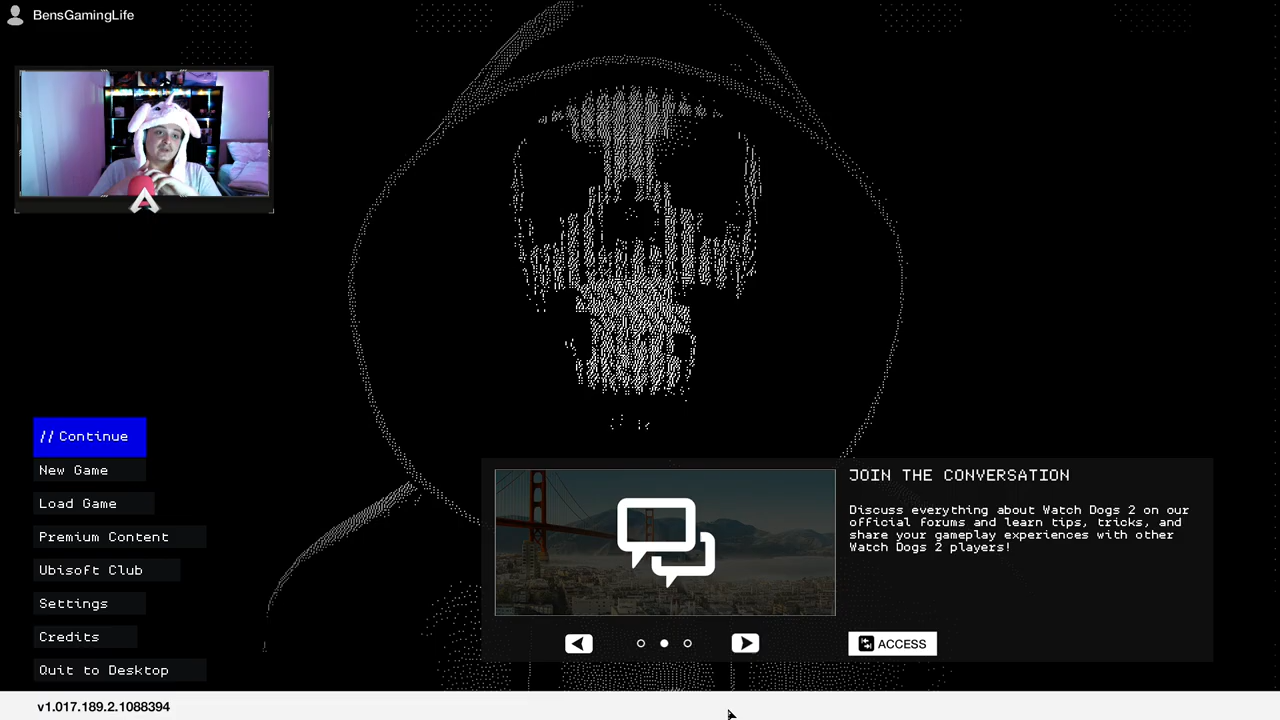 BensGamingLife
// Continue
New Game
Load Game
Premium Content
Ubisoft Club
Settings
Credits
Quit to Desktop
JOIN THE CONVERSATION
Discuss everything about Watch Dogs 2 on our
official forums and learn tips, tricks, and
share your gameplay experiences with other
Watch Dogs 2 players!
ACCESS
v1.017.189.2.1088394